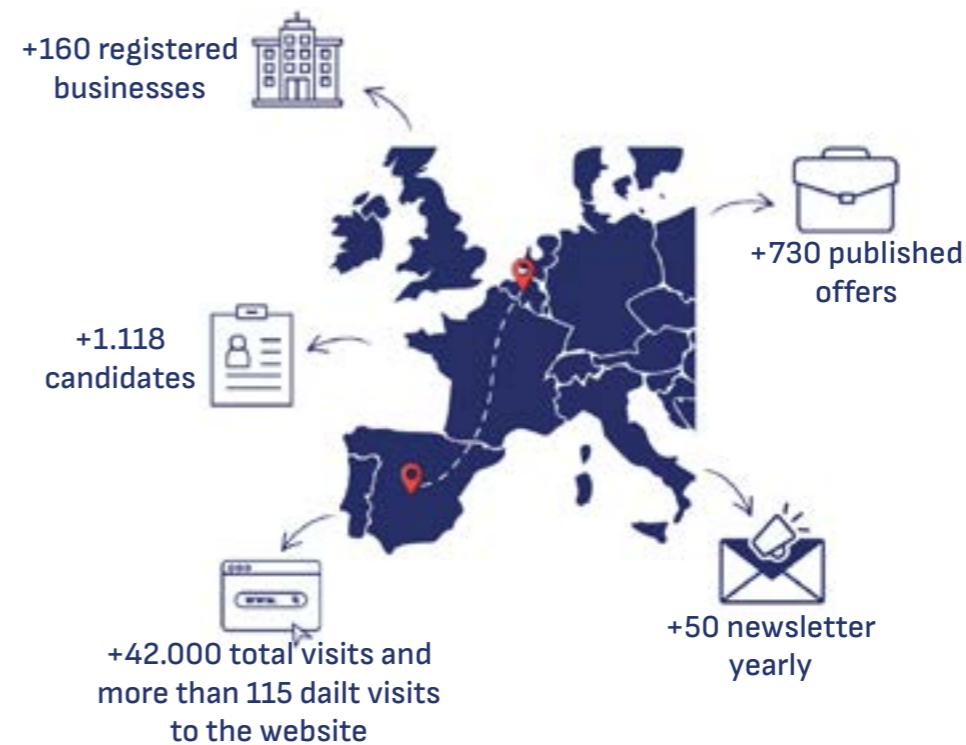 +160 registered
businesses
+730 published
offers
+1.118
candidates
www.
+50 newsletter
yearly
+42.000 total visits and
more than 115 dailt visits
to the website